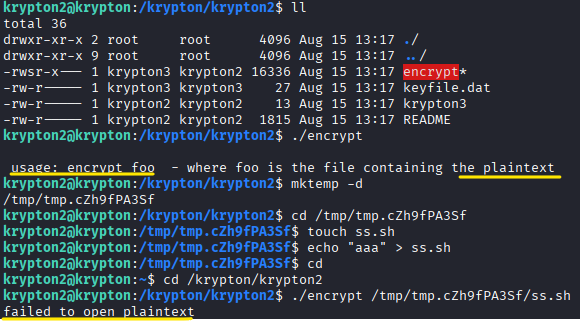 krypton2@krypton:/krypton/krypton2$ ll
total 36
drwxr-xr-x 2 root     root      4096 Aug 15 13:17 ./
drwxr-xr-x 9 root     root      4096 Aug 15 13:17 ../
-rwsr-x--- 1 krypton3 krypton2 16336 Aug 15 13:17 encrypt*
-rw-r----- 1 krypton3 krypton3    27 Aug 15 13:17 keyfile.dat
-rw-r----- 1 krypton2 krypton2    13 Aug 15 13:17 krypton3
-rw-r----- 1 krypton2 krypton2  1815 Aug 15 13:17 README
krypton2@krypton:/krypton/krypton2$ ./encrypt
usage: encrypt foo  - where foo is the file containing the plaintext
krypton2@krypton:/krypton/krypton2$ mktemp -d
/tmp/tmp.cZh9fPA3Sf
krypton2@krypton:/krypton/krypton2$ cd /tmp/tmp.cZh9fPA3Sf
krypton2@krypton:/tmp/tmp.cZh9fPA3Sf$ touch ss.sh
krypton2@krypton:/tmp/tmp.cZh9fPA3Sf$ echo "aaa" > ss.sh
krypton2@krypton:/tmp/tmp.cZh9fPA3Sf$ cd
krypton2@krypton:~$ cd /krypton/krypton2
krypton2@krypton:/krypton/krypton2$ ./encrypt /tmp/tmp.cZh9fPA3Sf/ss.sh
failed to open plaintext